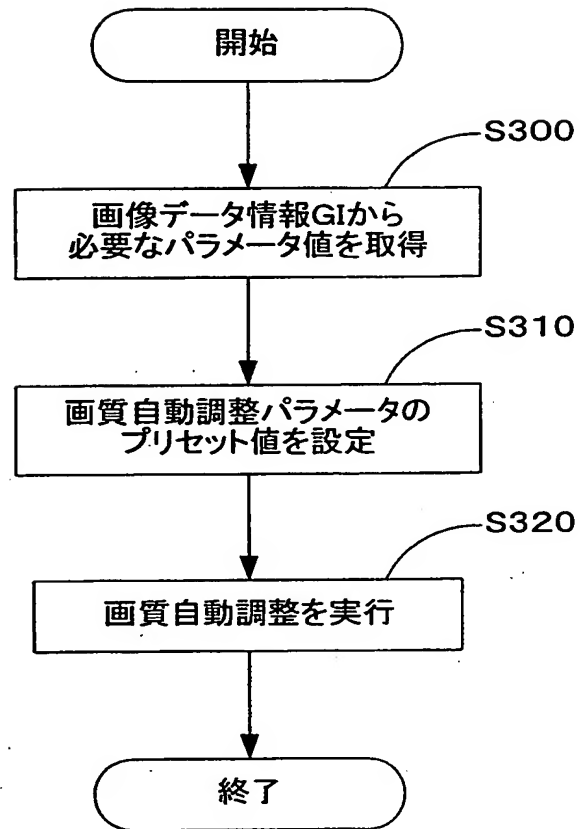 開始
S300
画像データ情報GIから
必要なパラメータ値を取得
S310
画質自動調整パラメータの
プリセット値を設定
S320
画質自動調整を実行
終了